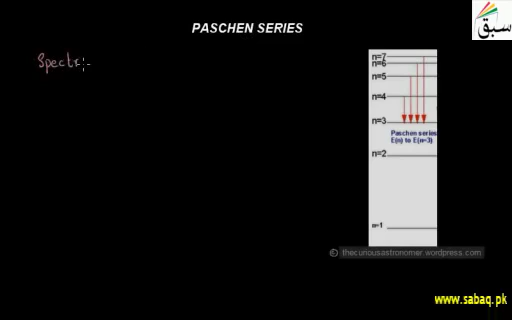 PASCHEN SERIES
سبق
Spectr:-
n=7
n=6
n=5
n=4
n=3
Paschen series
E(n) to E(n=3)
n=2
n=1
© thecuriousastronomer.wordpress.com
www.sabaq.pk